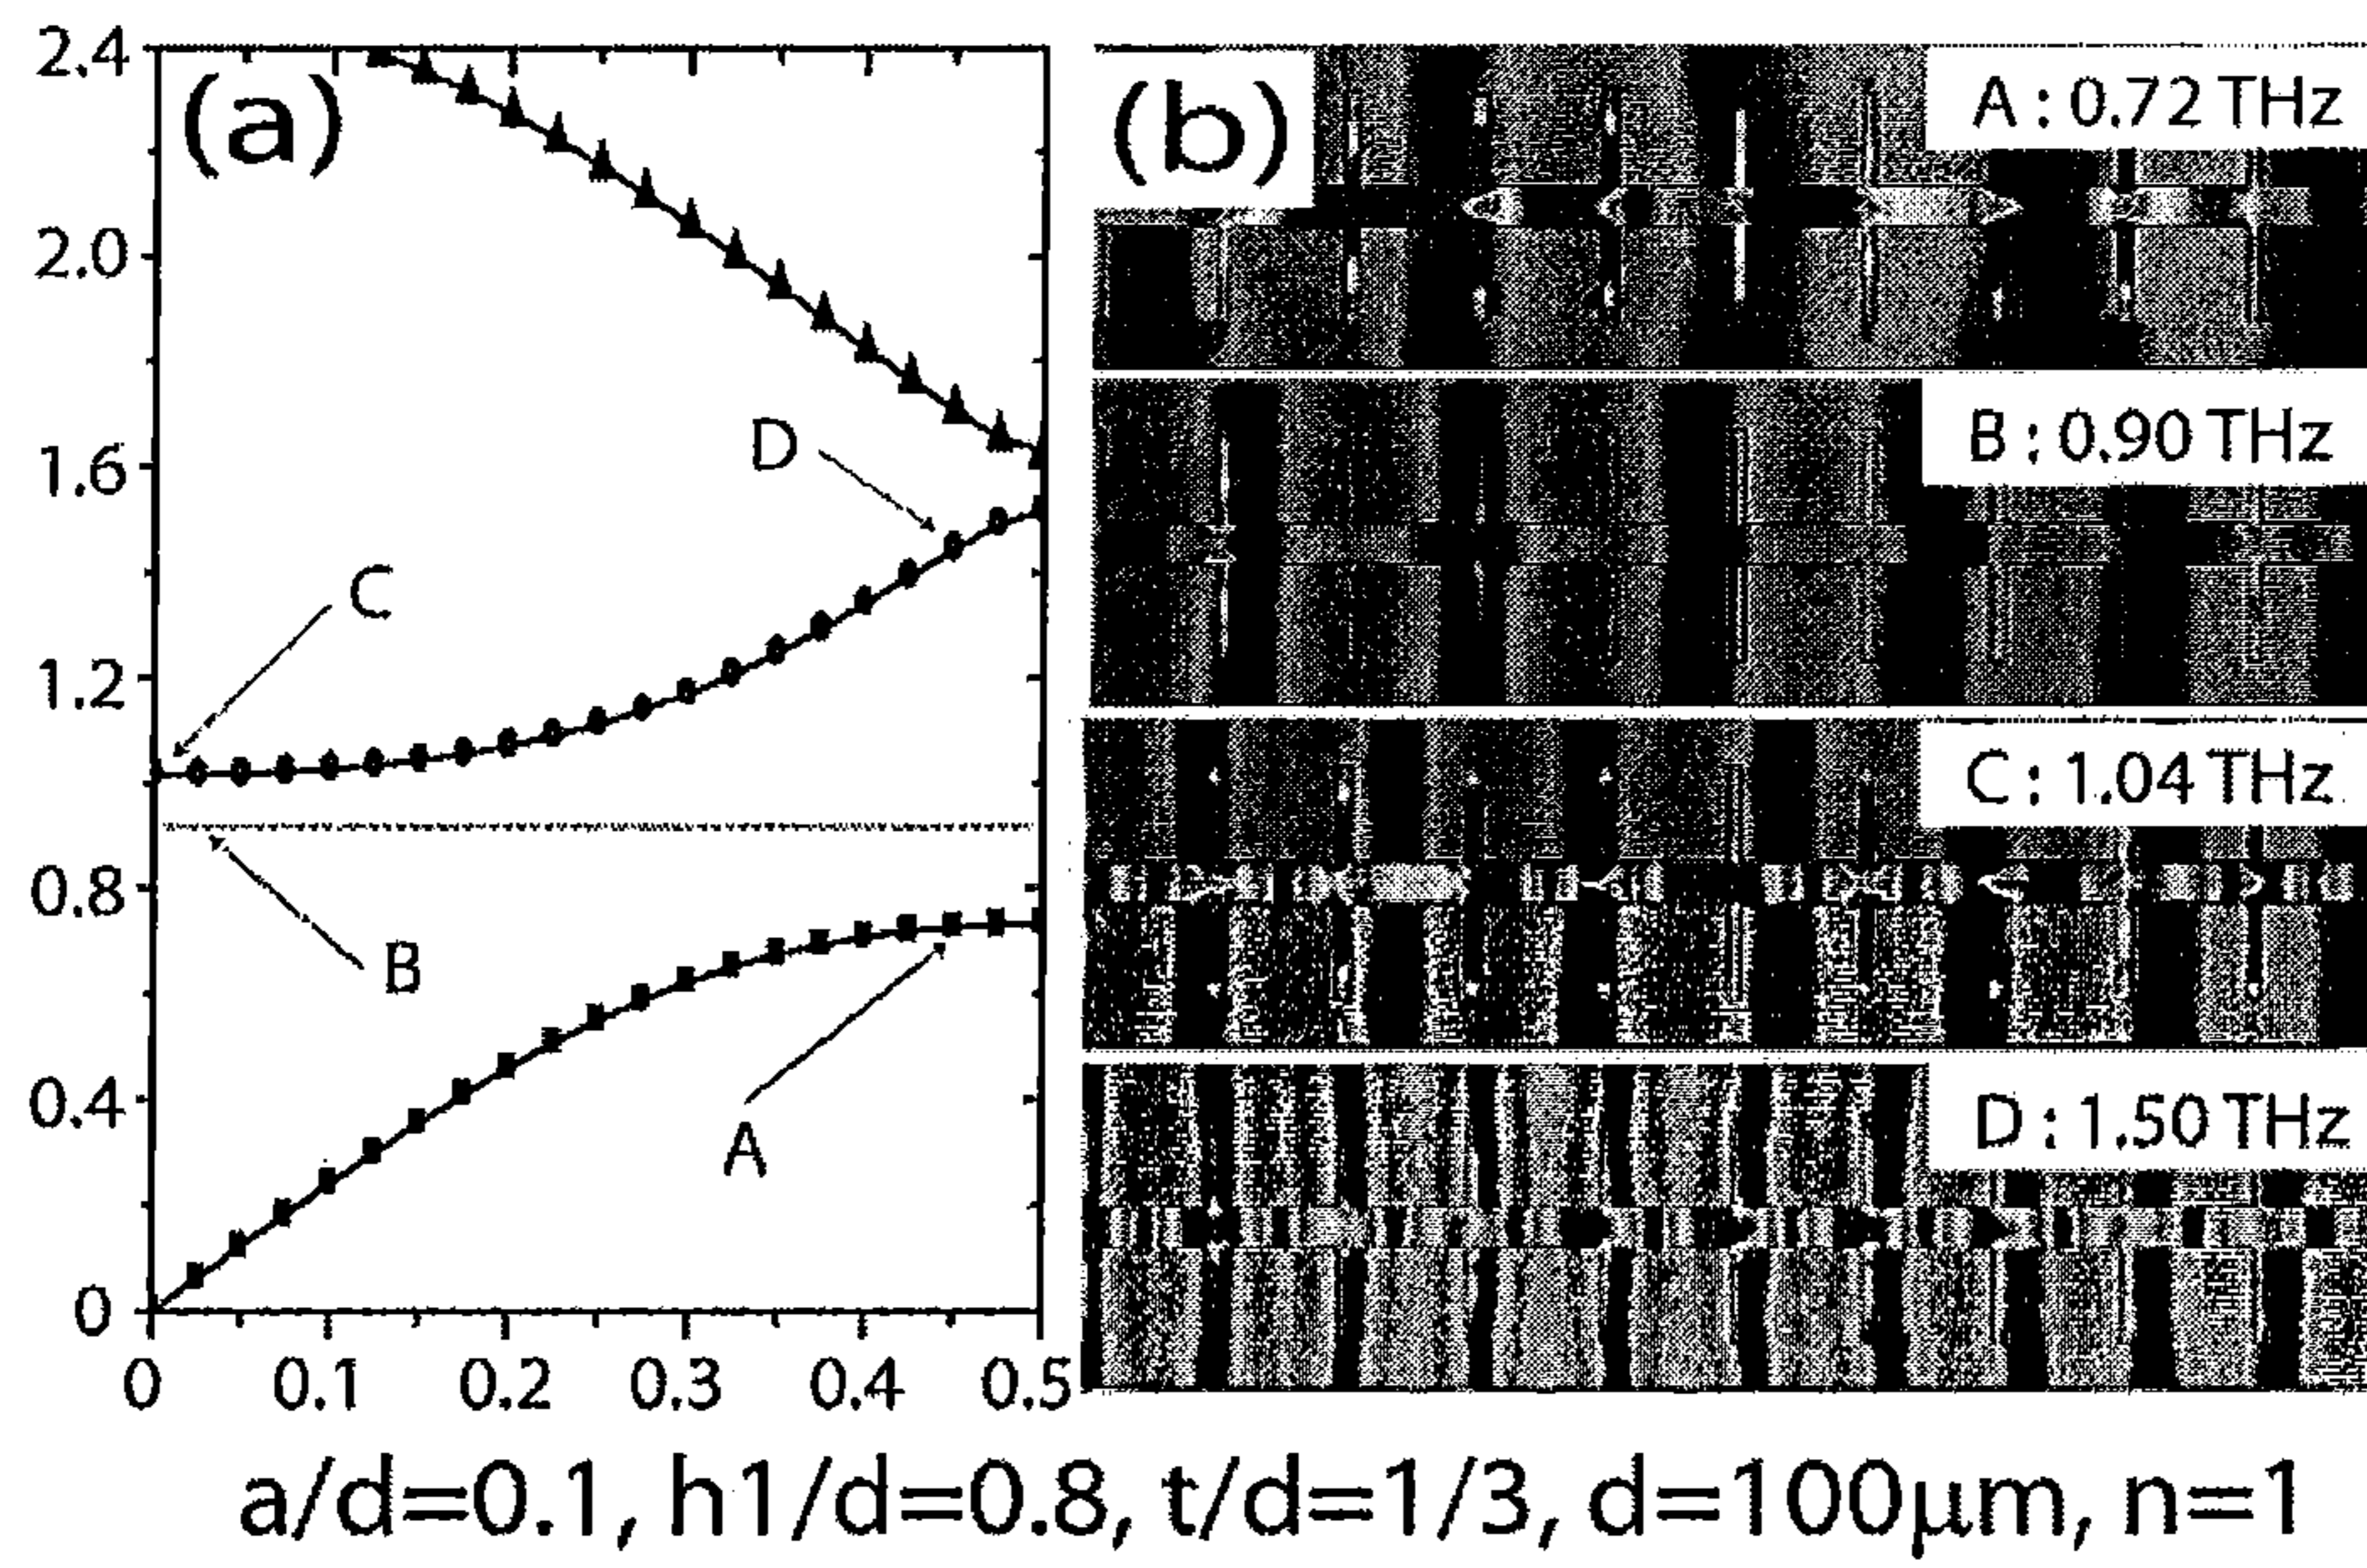 2.4
(a)
2.0
1.6
D
C
1.2
0.8
B
0.4
A
0
0 0.1 0.2 0.3 0.4 0.5
(b)
A : 0.72 THz
B : 0.90 THz
C : 1.04 THz
D : 1.50 THz
a/d=0.1, h1/d=0.8, t/d=1/3, d=100μm, n=1